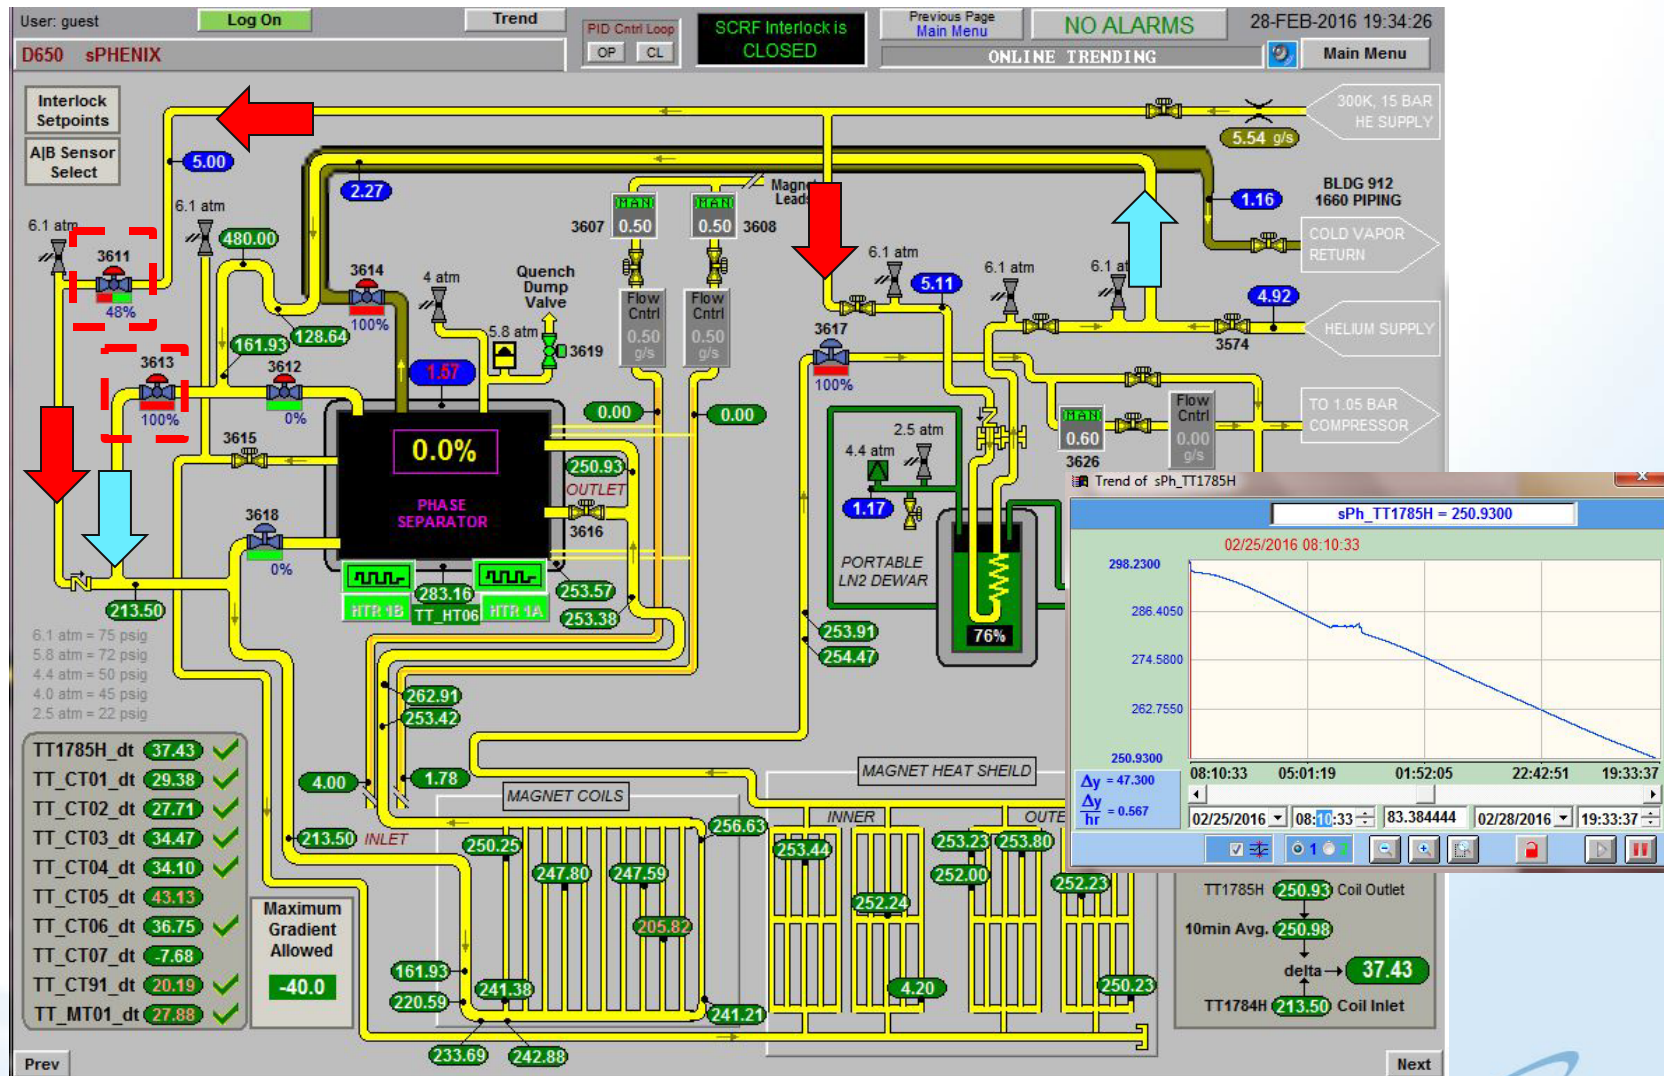 User: guest
Log On
Trend
PID Cntrl Loop
OP CL
SCRF Interlock is
CLOSED
Previous Page
Main Menu
NO ALARMS
28-FEB-2016 19:34:26
D650 sPHENIX
ONLINE TRENDING
Main Menu
Interlock
Setpoints
A|B Sensor
Select
300K, 15 BAR
HE SUPPLY
5.54 g/s
5.00
2.27
Magnet
Leads
BLDG 912
1660 PIPING
1.16
COLD VAPOR
RETURN
6.1 atm
6.1 atm
3607
MAN
0.50
MAN
0.50
3608
480.00
3611
48%
3614
100%
4 atm
Quench
Dump
Valve
6.1 atm
5.11
6.1 atm
6.1 at
4.92
HELIUM SUPPLY
3574
Flow
Cntrl
0.50
g/s
Flow
Cntrl
0.50
g/s
128.64
161.93
5.8 atm
3619
3617
100%
3613
100%
3612
0%
1.57
0.00
0.00
TO 1.05 BAR
COMPRESSOR
MAN
0.60
3626
Flow
Cntrl
0.00
g/s
3615
0.0%
PHASE
SEPARATOR
250.93
OUTLET
3616
2.5 atm
4.4 atm
1.17
3618
0%
PORTABLE
LN2 DEWAR
76%
HTR 1B
283.16
TT_HT06
HTR 1A
253.57
253.38
213.50
253.91
254.47
6.1 atm = 75 psig
5.8 atm = 72 psig
4.4 atm = 50 psig
4.0 atm = 45 psig
2.5 atm = 22 psig
262.91
253.42
Trend of sPh_TT1785H
sPh_TT1785H = 250.9300
02/25/2016 08:10:33
298.2300
286.4050
274.5800
262.7550
250.9300
08:10:33 05:01:19 01:52:05 22:42:51 19:33:37
Δy = 47.300
Δy
hr = 0.567
02/25/2016 08:10:33 83.384444 02/28/2016 19:33:37
1 2
TT1785H_dt 37.43
TT_CT01_dt 29.38
TT_CT02_dt 27.71
TT_CT03_dt 34.47
TT_CT04_dt 34.10
TT_CT05_dt 43.13
TT_CT06_dt 36.75
TT_CT07_dt -7.68
TT_CT91_dt 20.19
TT_MT01_dt 27.88
Maximum
Gradient
Allowed
-40.0
4.00
1.78
213.50 INLET
MAGNET COILS
256.63
250.25
247.80
247.59
205.82
161.93
220.59
241.38
241.21
233.69
242.88
MAGNET HEAT SHEILD
INNER
OUTE
253.44
253.23
253.80
252.00
252.23
252.24
4.20
250.23
TT1785H 250.93 Coil Outlet
10min Avg. 250.98
delta 37.43
TT1784H 213.50 Coil Inlet
Prev
Next